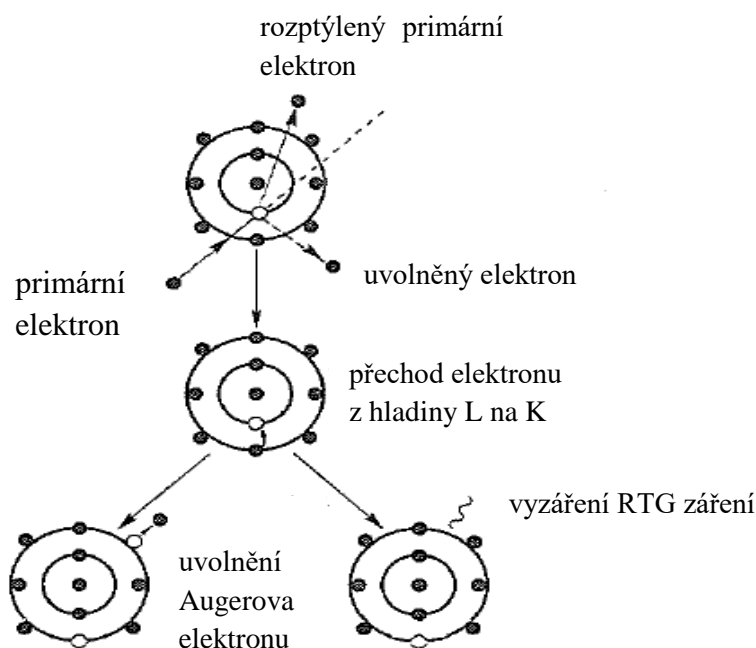 rozptýlený primární
elektron
primární
elektron
uvolněný elektron
přechod elektronu
z hladiny L na K
vyzáření RTG záření
uvolnění
Augerova
elektronu